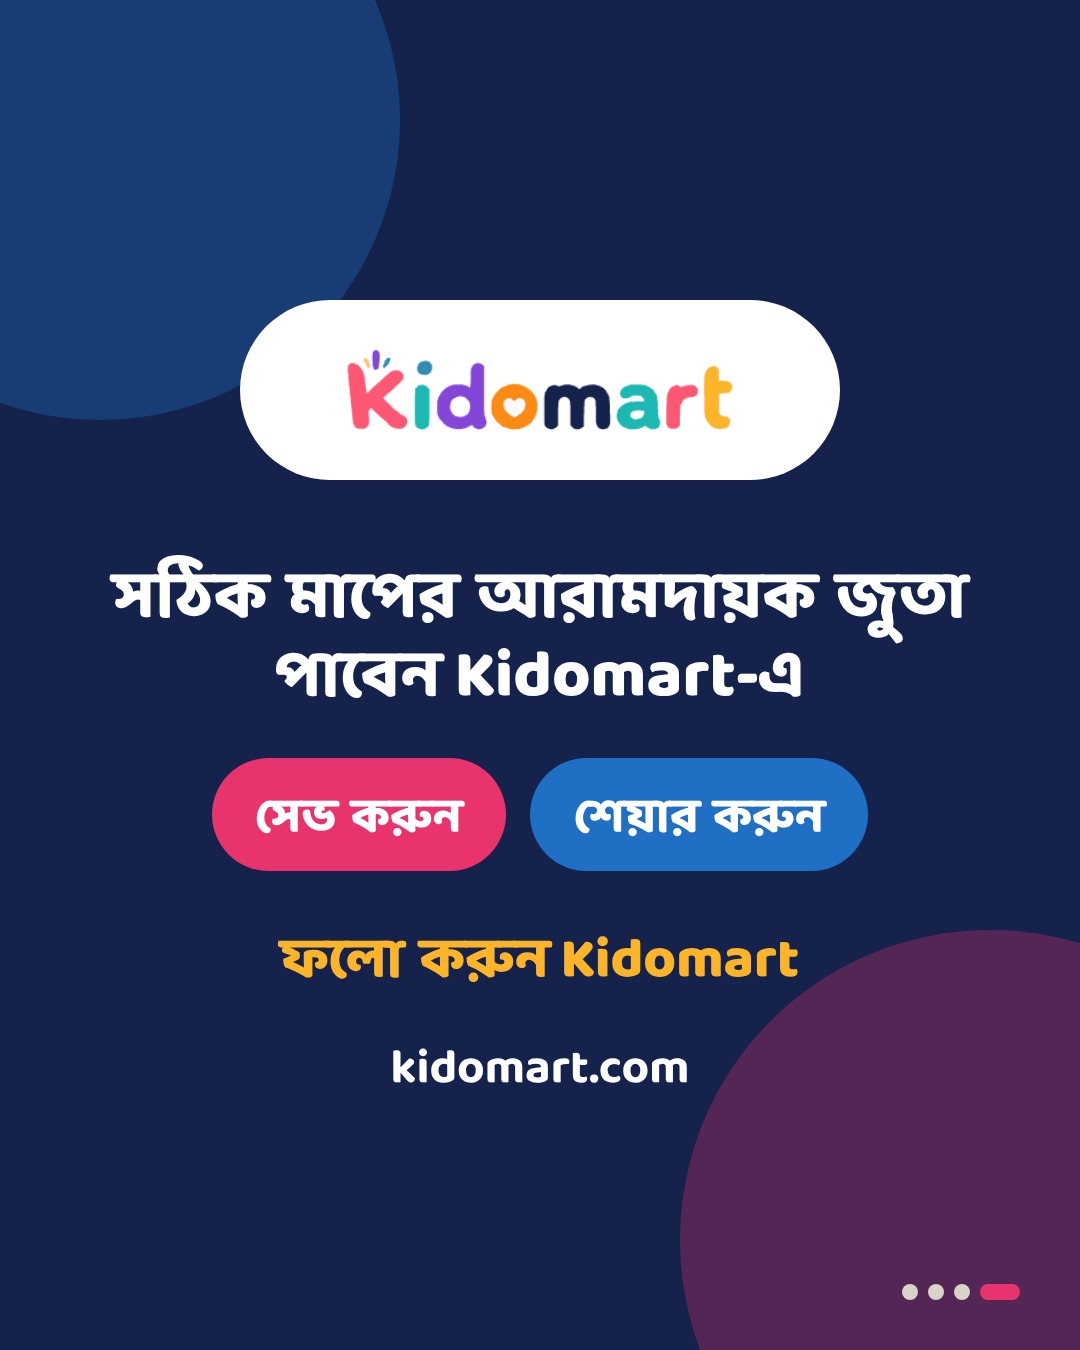 Kidomart
সঠিক মাপের আরামদায়ক জুতা
পাবেন Kidomart-এ
সেভ করুন
শেয়ার করুন
ফলো করুন Kidomart
kidomart.com